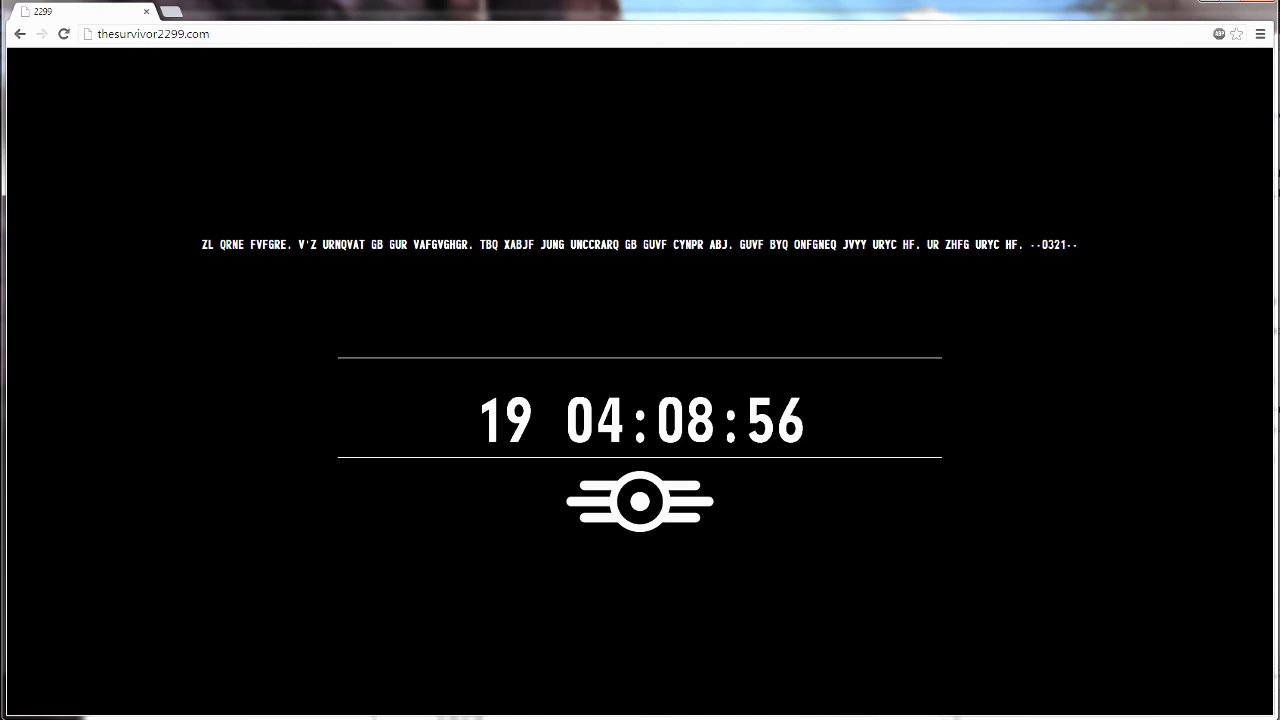 2299
thesurvivor2299.com
ABP
ZL QRNE FVFGRE. V'Z URNQVAT GB GUR VAFGVGHGR. TBQ XABJF JUNG UNCCRARQ GB GUVF CYNPR ABJ. GUVF BYQ ONFGNEQ JVYY URYC HF. UR ZHFG URYC HF. --0321--
19 04:08:56